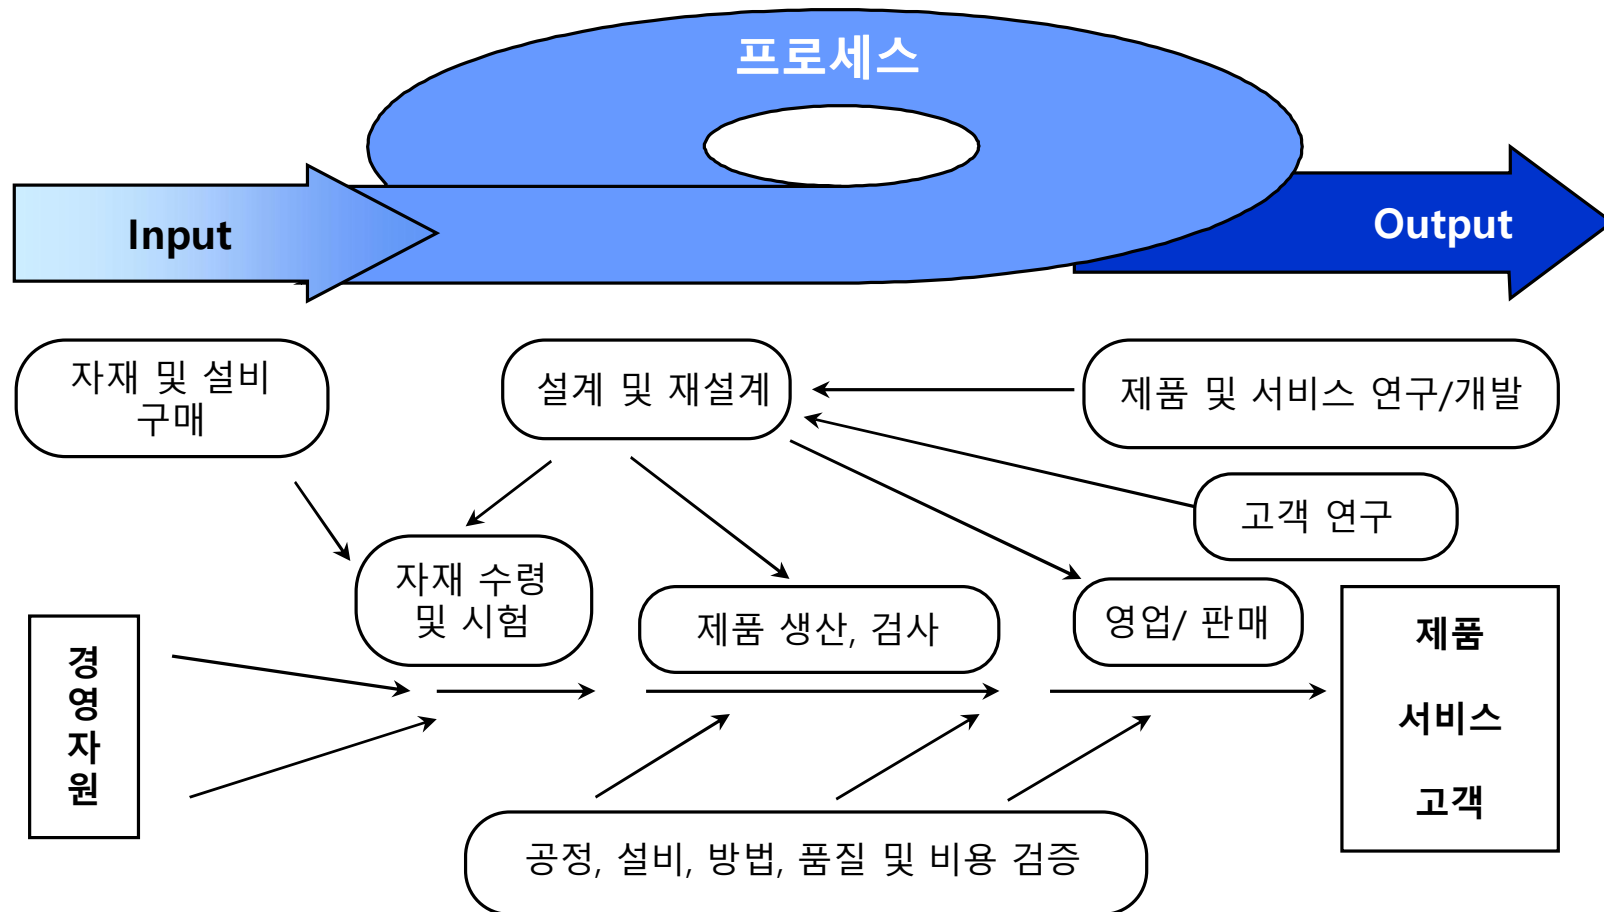 프로세스
Input
Output
자재 및 설비
구매
설계 및 재설계
제품 및 서비스 연구/개발
고객 연구
자재 수령
및 시험
제품 생산, 검사
영업/ 판매
경
영
자
원
제품
서비스
고객
공정, 설비, 방법, 품질 및 비용 검증